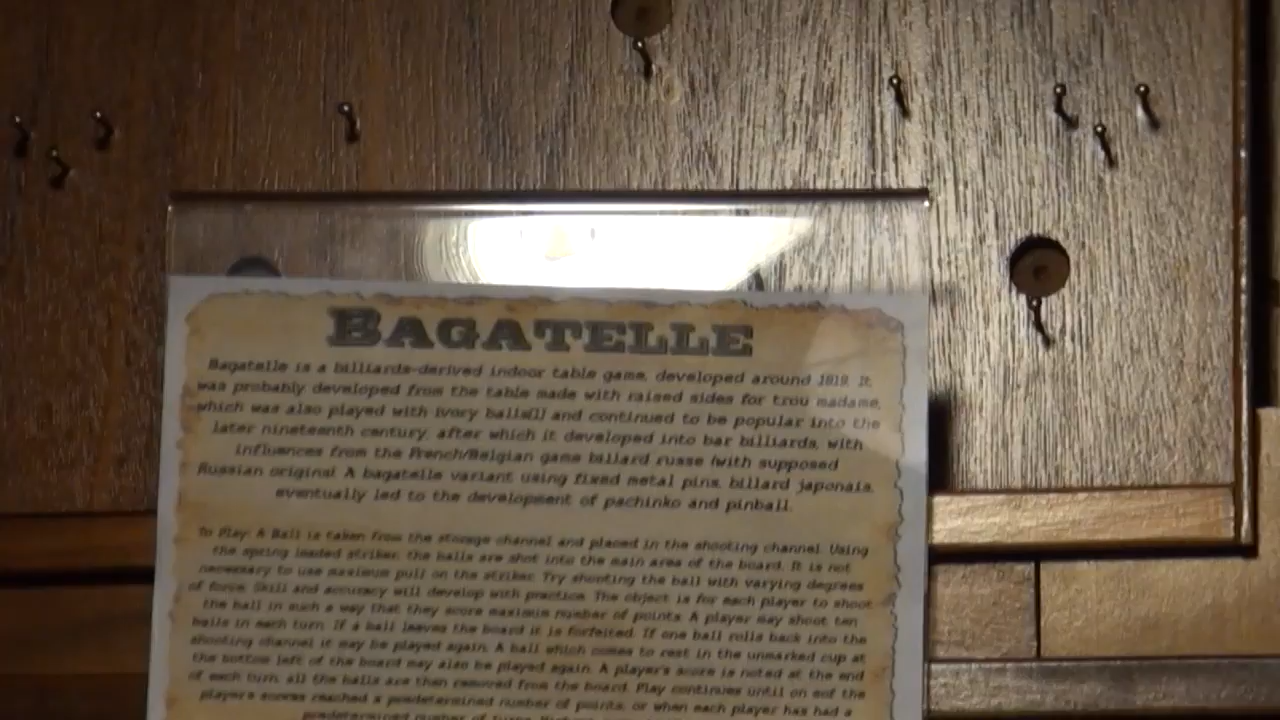 BAGATELLE
Bagatelle is a billiards-derived indoor table game, developed around 1819. It
was probably developed from the table made with raised sides for trou madame,
which was also played with ivory balls[1] and continued to be popular into the
later nineteenth century, after which it developed into bar billiards, with
influences from the French/Belgian game billard russe (with supposed
Russian origins). A bagatelle variant using fixed metal pins, billard japonais,
eventually led to the development of pachinko and pinball.
To Play: A Ball is taken from the storage channel and placed in the shooting channel. Using
the spring loaded striker, the balls are shot into the main area of the board. It is not
necessary to use maximum pull on the striker. Try shooting the ball with varying degrees
of force. Skill and accuracy will develop with practice. The object is for each player to shoot
the ball in such a way that they score maximum number of points. A player may shoot ten
balls in each turn. If a ball leaves the board it is forfeited. If one ball rolls back into the
shooting channel it may be played again. A ball which comes to rest in the unmarked cup at
the bottom left of the board may also be played again. A player's score is noted at the end
of each turn, all the balls are then removed from the board. Play continues until on eof the
player's scores reached a predetermined number of points, or when each player has had a
predetermined number of turns.